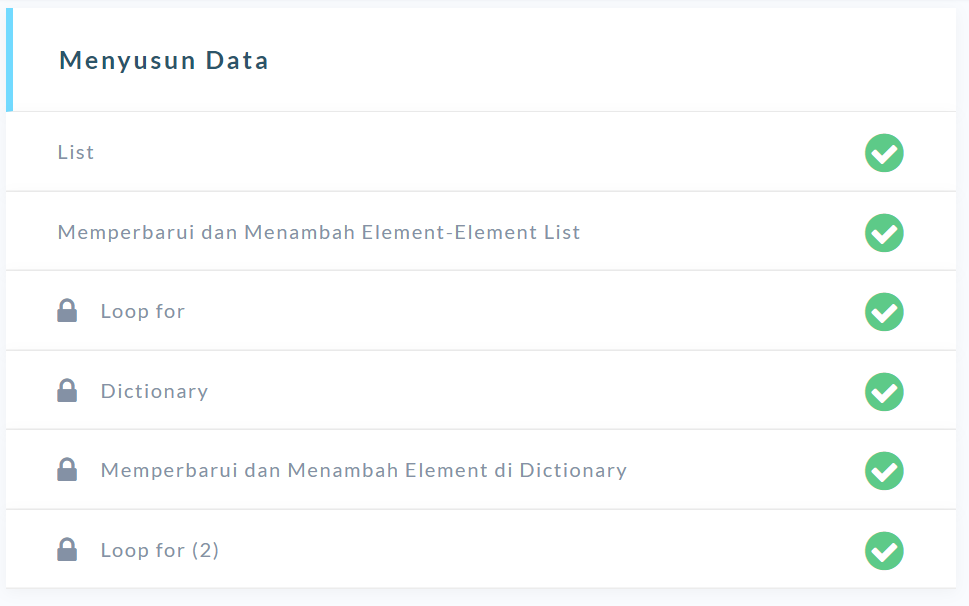 Menyusun Data
List
Memperbarui dan Menambah Element-Element List
Loop for
Dictionary
Memperbarui dan Menambah Element di Dictionary
Loop for (2)